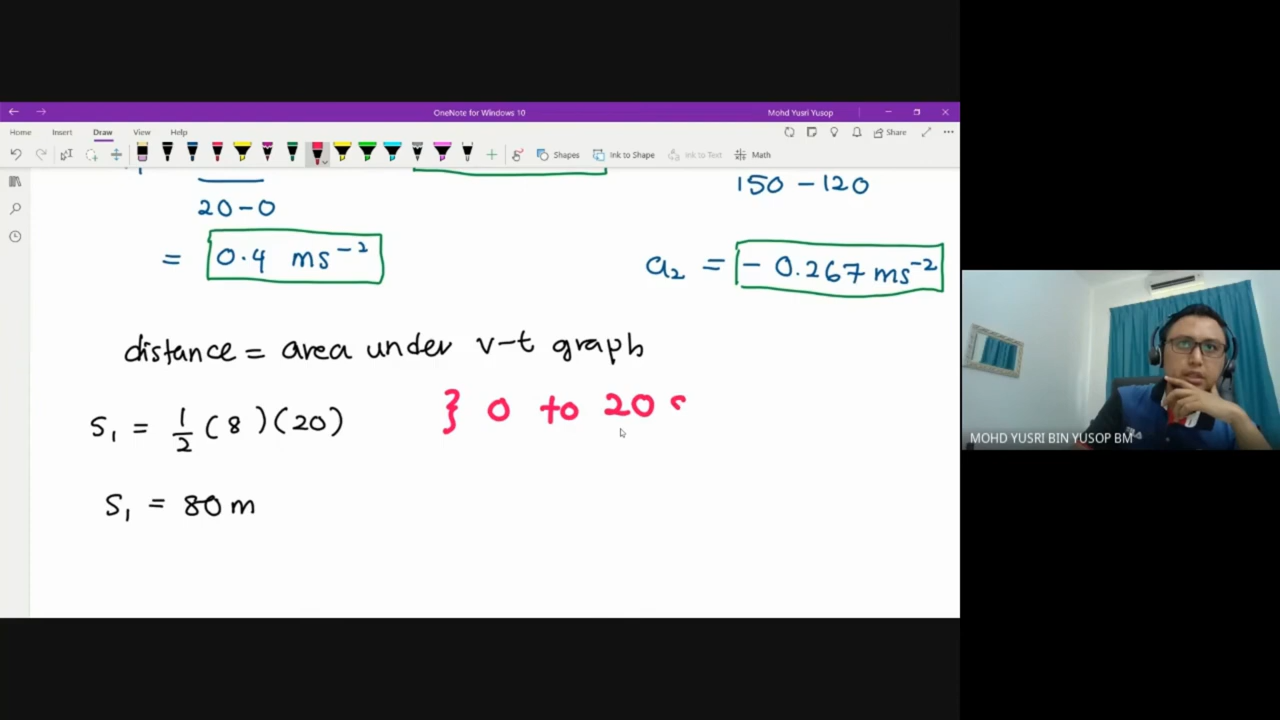 OneNote for Windows 10
Mohd Yusri Yusop
Home Insert Draw View Help
Share
Shapes
Ink to Shape
Ink to Text
Math
20-0
= 0.4 ms⁻²
150 - 120
a₂ = - 0.267 ms⁻²
distance = area under v-t graph
S₁ = 1/2 (8)(20) } 0 to 20 s
S₁ = 80 m
MOHD YUSRI BIN YUSOP BM